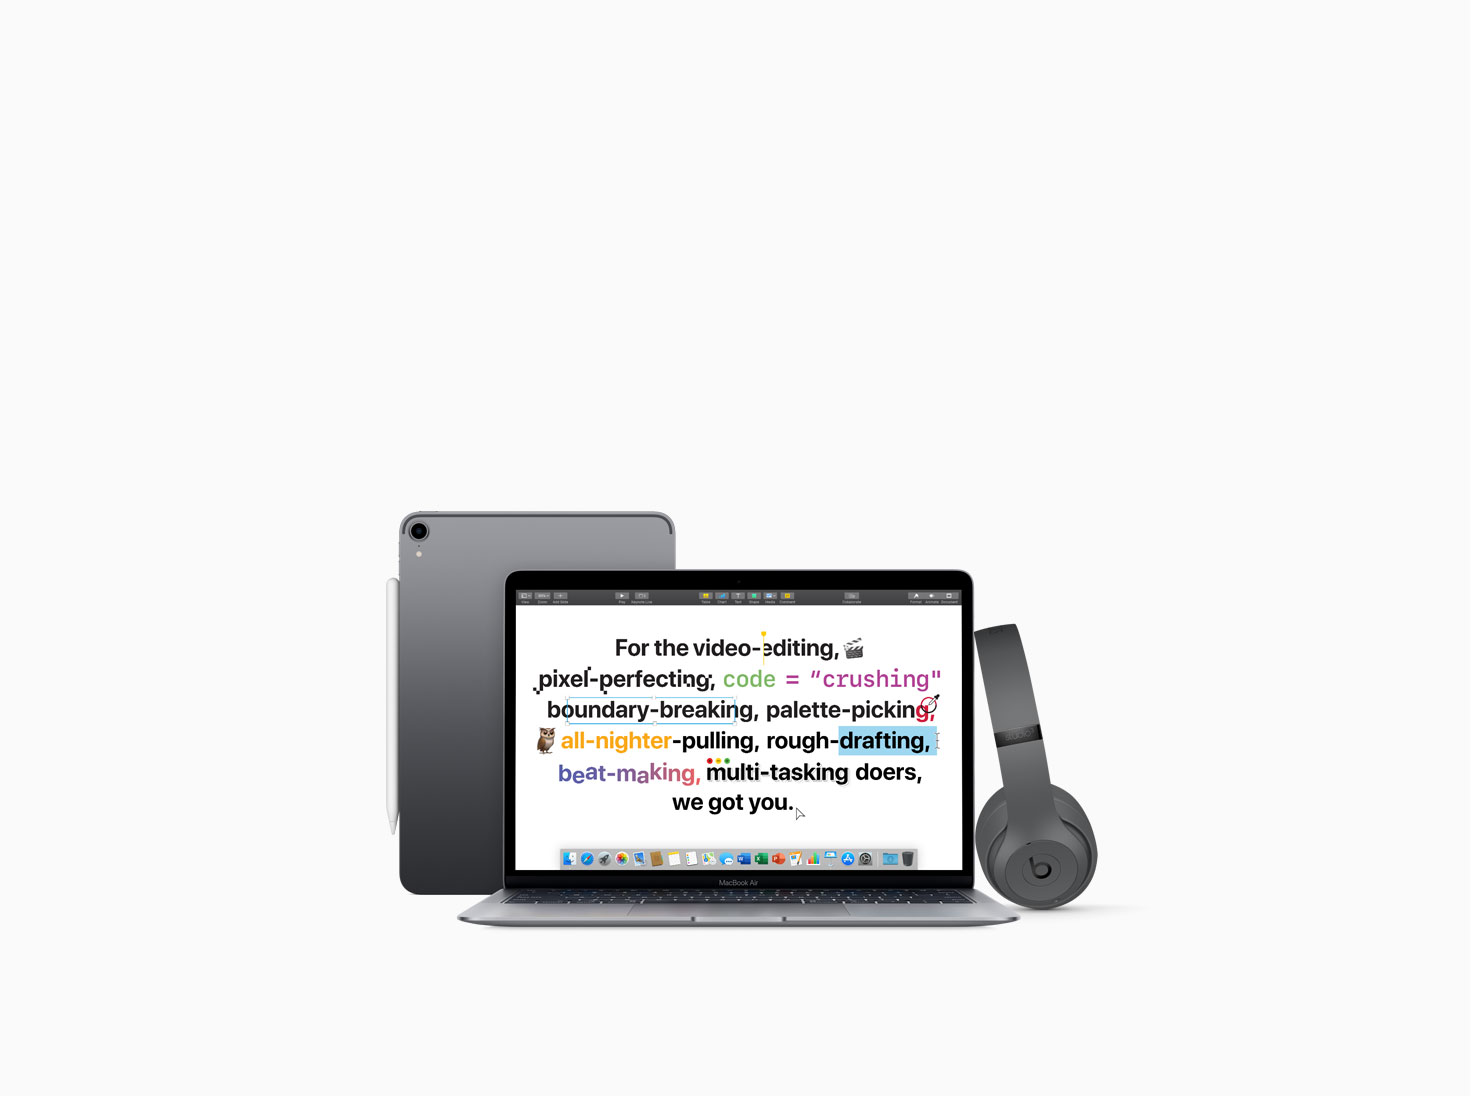 For the video-editing,
pixel-perfecting, code = “crushing"
boundary-breaking, palette-picking,
all-nighter-pulling, rough-drafting,
beat-making, multi-tasking doers,
we got you.
MacBook Air